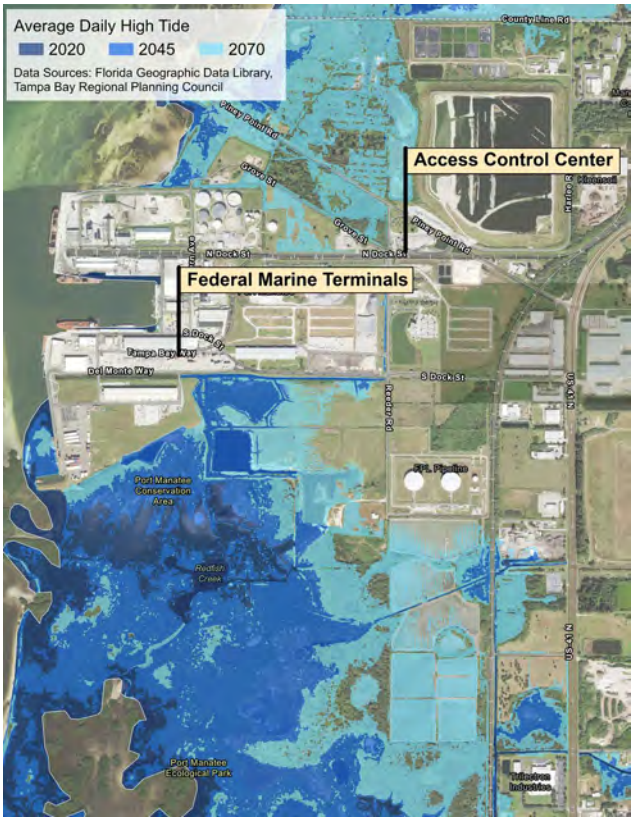 Average Daily High Tide
2020 2045 2070
Data Sources: Florida Geographic Data Library,
Tampa Bay Regional Planning Council
County Line Rd
Piney Point Rd
Access Control Center
Grove St
Grove St
Piney Point Rd
N Dock St
N Dock St
Federal Marine Terminals
S Dock St
Tampa Bay Way
Del Monte Way
S Dock St
US-41 N
Reeder Rd
FPL Pipeline
Port Manatee
Conservation
Area
Redfish
Creek
US-41 N
Port Manatee
Ecological Park
Trilectron
Industries